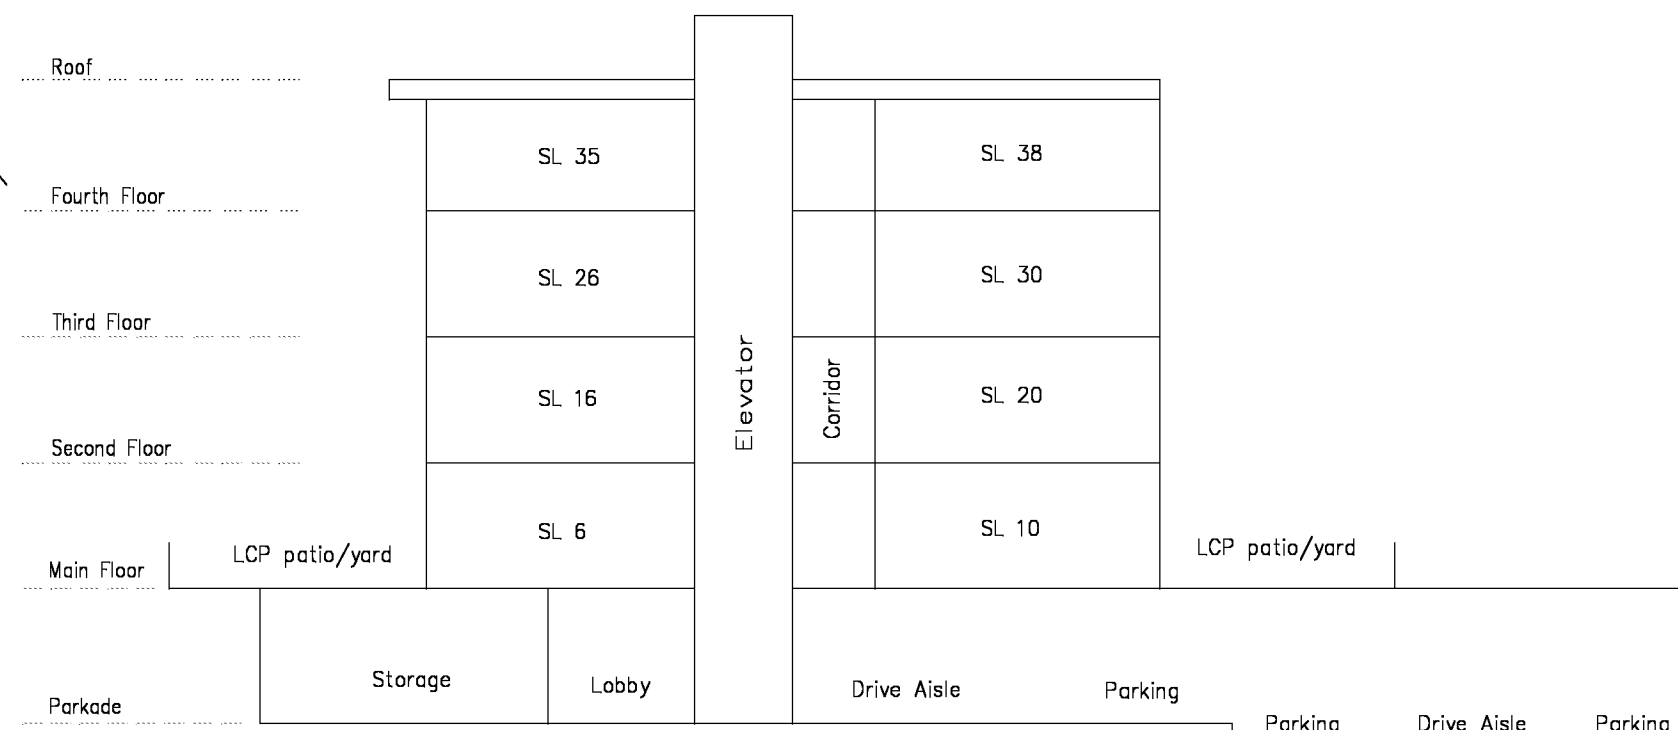 Roof
SL 35
SL 38
Fourth Floor
SL 26
SL 30
Third Floor
Elevator
Corridor
SL 16
SL 20
Second Floor
SL 6
SL 10
LCP patio/yard
LCP patio/yard
Main Floor
Storage
Lobby
Drive Aisle
Parking
Parkade
Parking
Drive Aisle
Parking